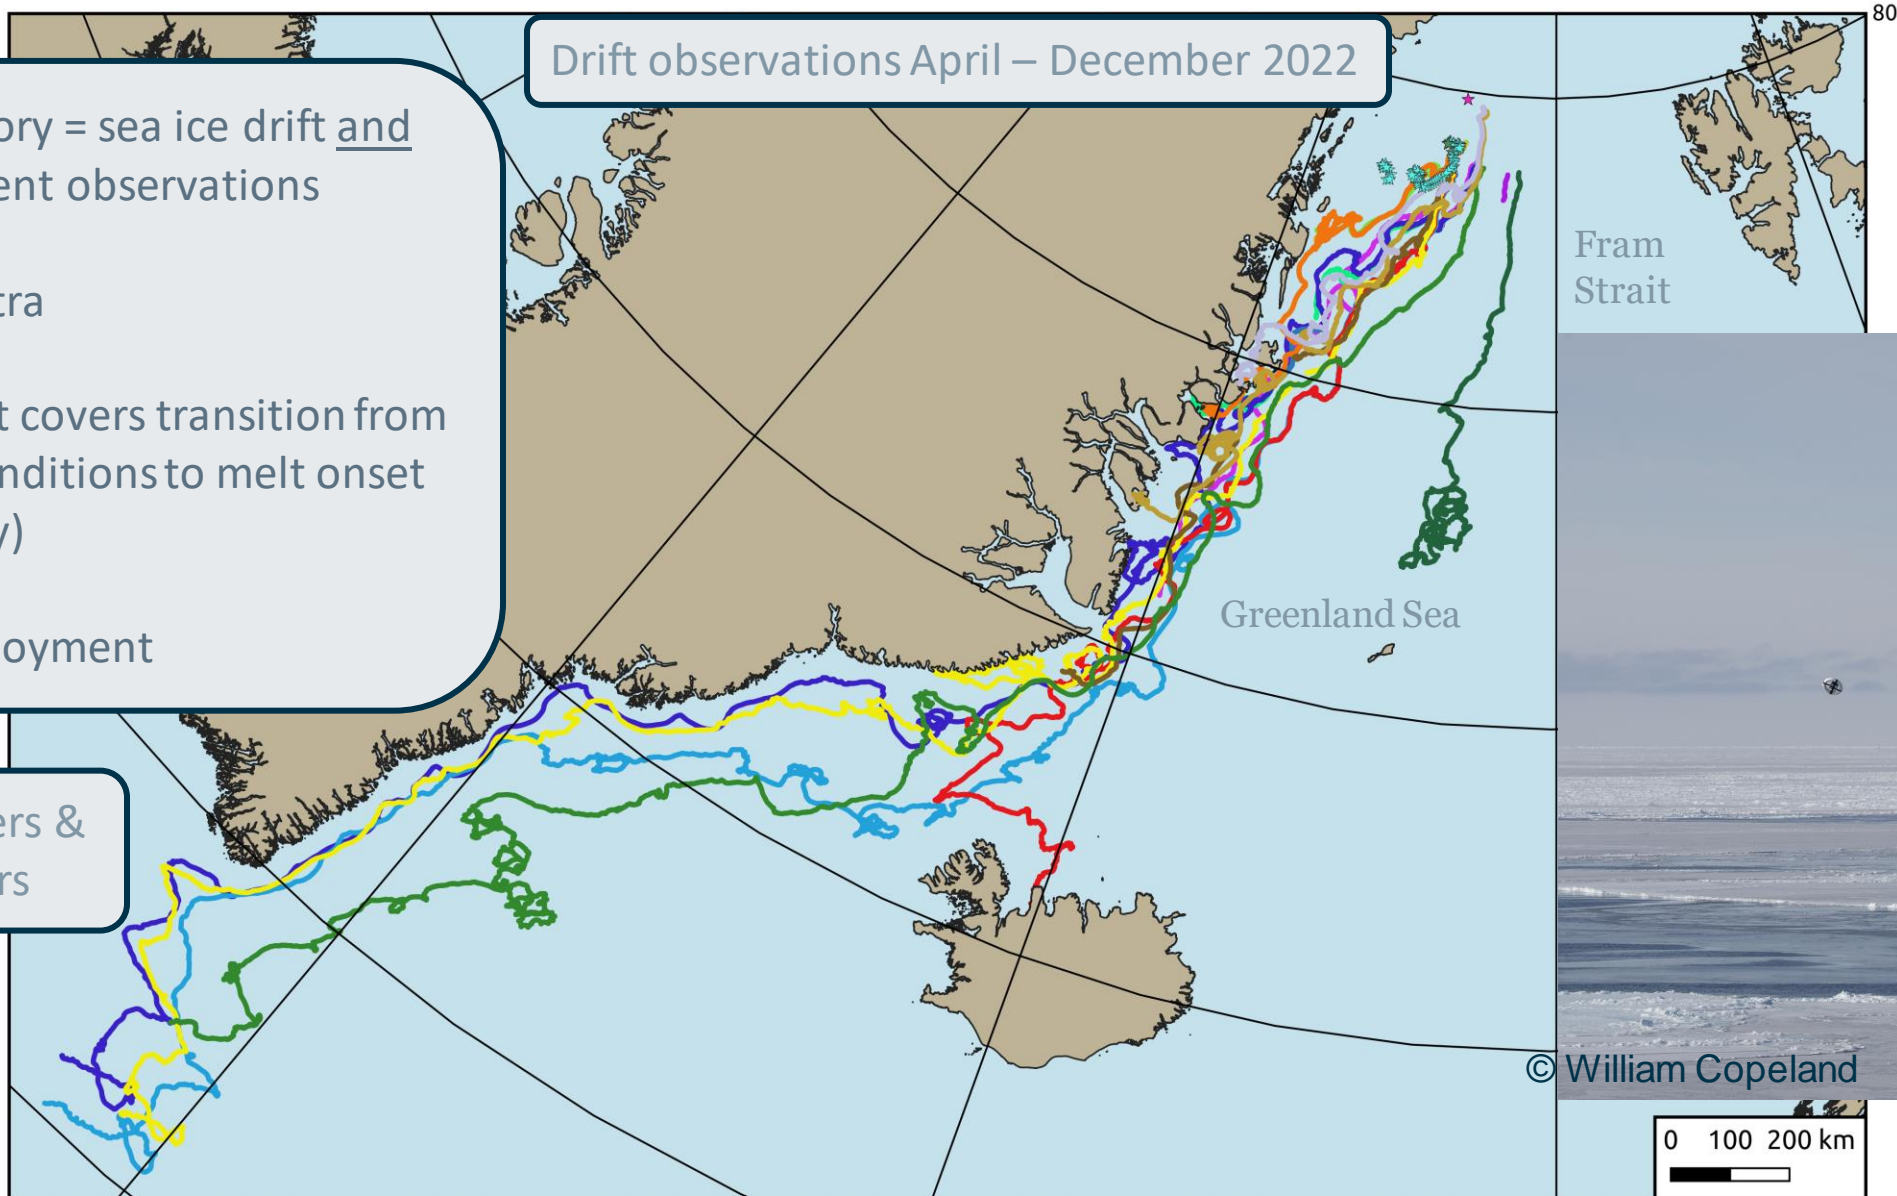 Drift observations April – December 2022
80
ory = sea ice drift and
ent observations
tra
t covers transition from
nditions to melt onset
y)
oyment
ers &
rs
Fram
Strait
Greenland Sea
© William Copeland
0 100 200 km